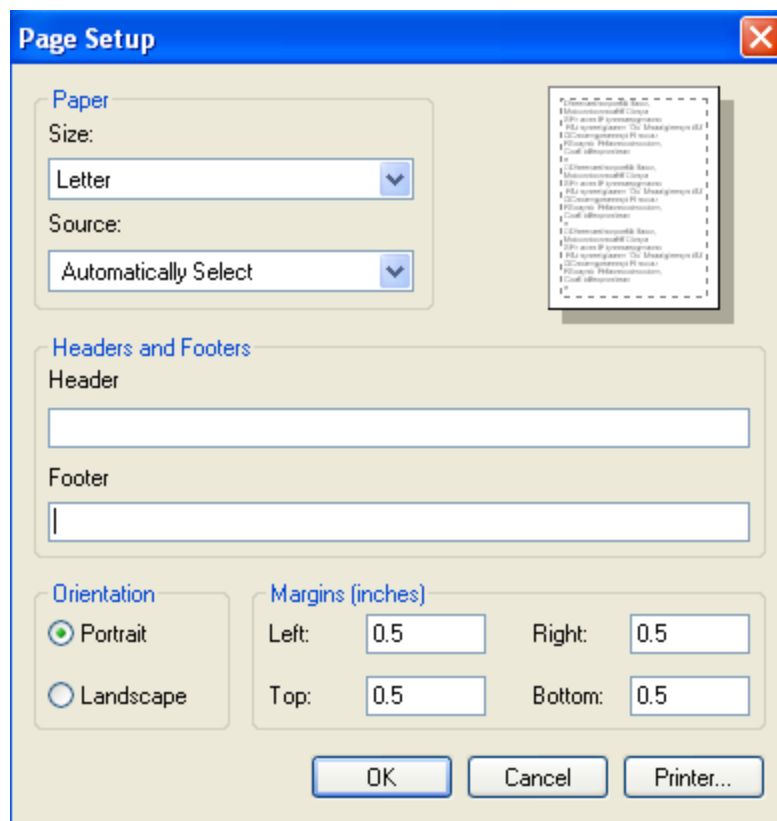 Page Setup
Paper
Size:
Letter
Source:
Automatically Select
Headers and Footers
Header
Footer
Orientation
Portrait
Landscape
Margins (inches)
Left: 0.5 Right: 0.5
Top: 0.5 Bottom: 0.5
OK Cancel Printer...